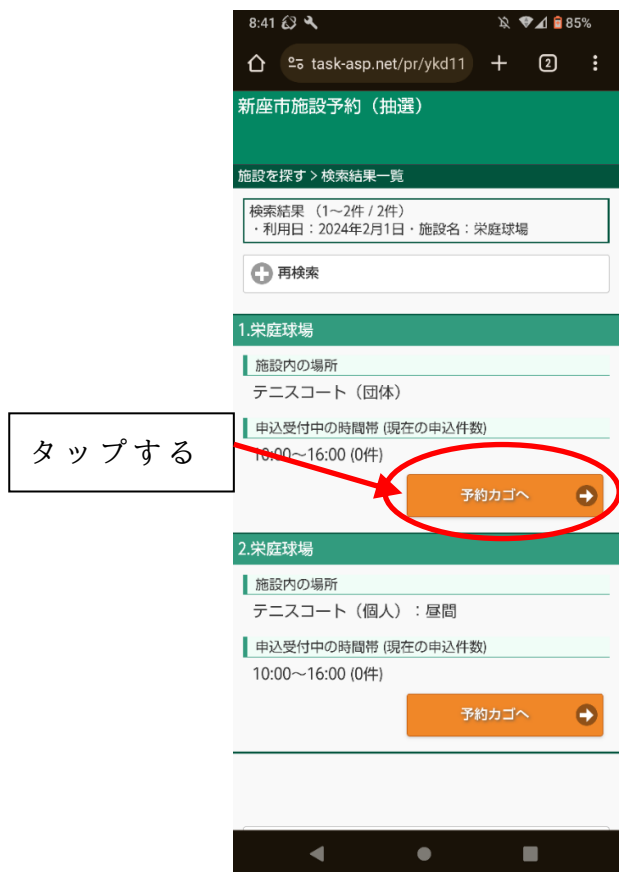 8:41
85%
task-asp.net/pr/ykd11
2
新座市施設予約（抽選）
施設を探す > 検索結果一覧
検索結果 （1～2件 / 2件）
・利用日：2024年2月1日・施設名：栄庭球場
再検索
1.栄庭球場
施設内の場所
テニスコート（団体）
申込受付中の時間帯 (現在の申込件数)
タップする
10:00～16:00 (0件)
予約カゴへ
2.栄庭球場
施設内の場所
テニスコート（個人）：昼間
申込受付中の時間帯 (現在の申込件数)
10:00～16:00 (0件)
予約カゴへ